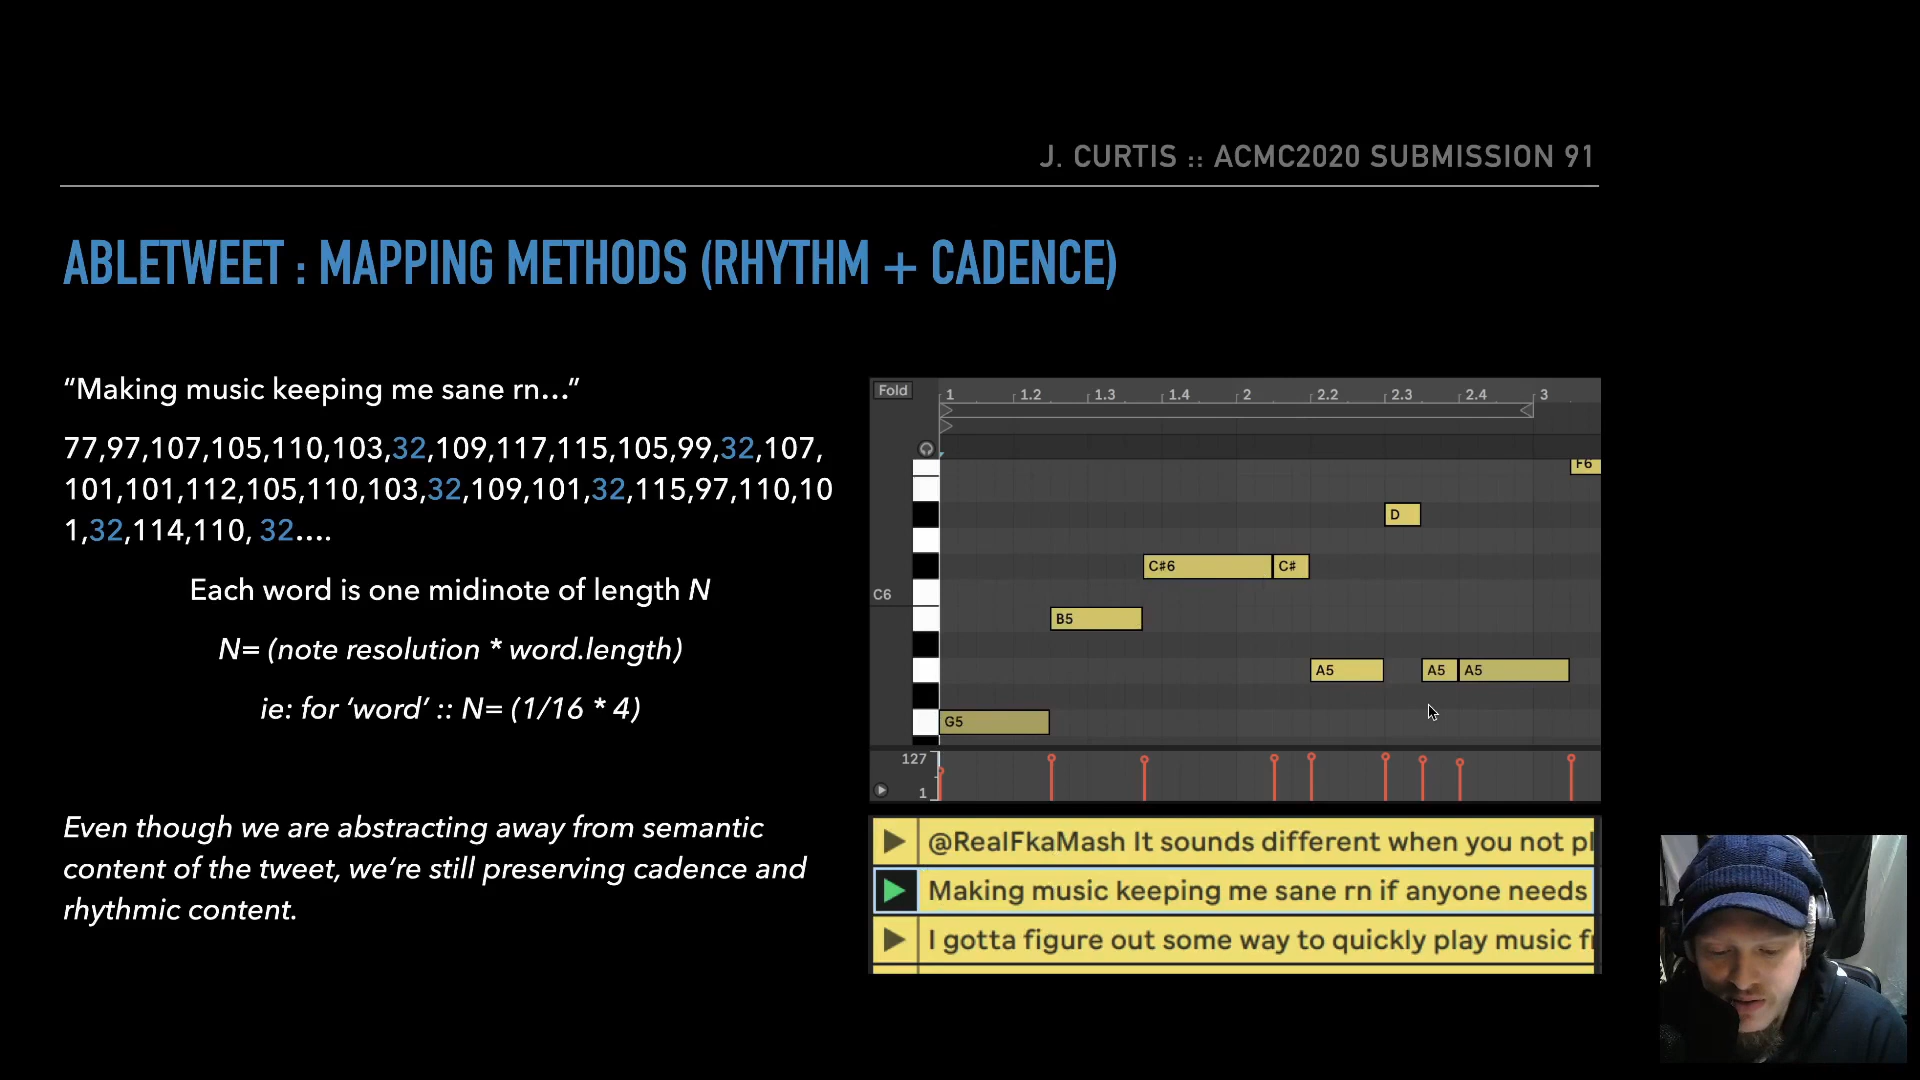 J. CURTIS :: ACMC2020 SUBMISSION 91
ABLETWEET : MAPPING METHODS (RHYTHM + CADENCE)
“Making music keeping me sane rn…”
77,97,107,105,110,103,32,109,117,115,105,99,32,107,
101,101,112,105,110,103,32,109,101,32,115,97,110,10
1,32,114,110, 32….
Each word is one midinote of length N
N= (note resolution * word.length)
ie: for ‘word’ :: N= (1/16 * 4)
Even though we are abstracting away from semantic
content of the tweet, we’re still preserving cadence and
rhythmic content.
Fold 1 1.2 1.3 1.4 2 2.2 2.3 2.4 3
F6
D
C#6 C#
C6
B5
A5 A5 A5
G5
127
1
@RealFkaMash It sounds different when you not pl
Making music keeping me sane rn if anyone needs
I gotta figure out some way to quickly play music f